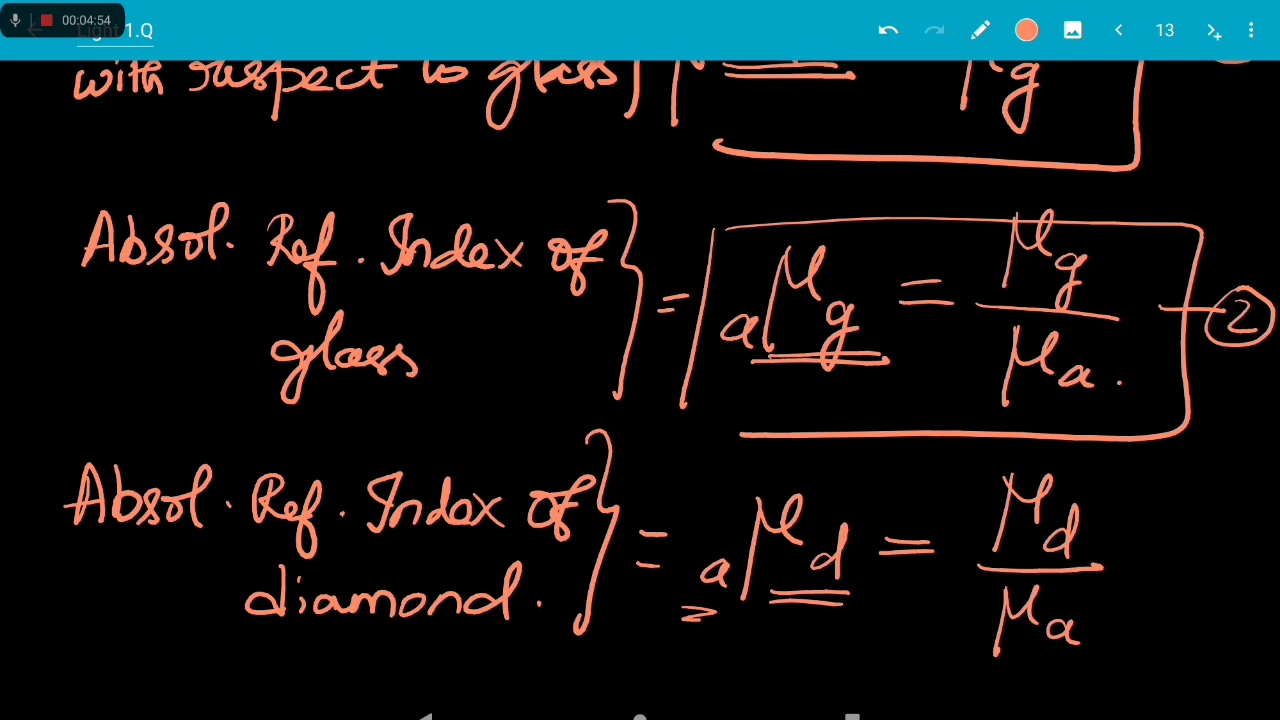 00:04:54
Light 1.Q
13
with respect to glass) μg
Absol. Ref. Index of glass } = aμg = μg / μa. ②
Absol. Ref. Index of diamond. } = aμd = μd / μa